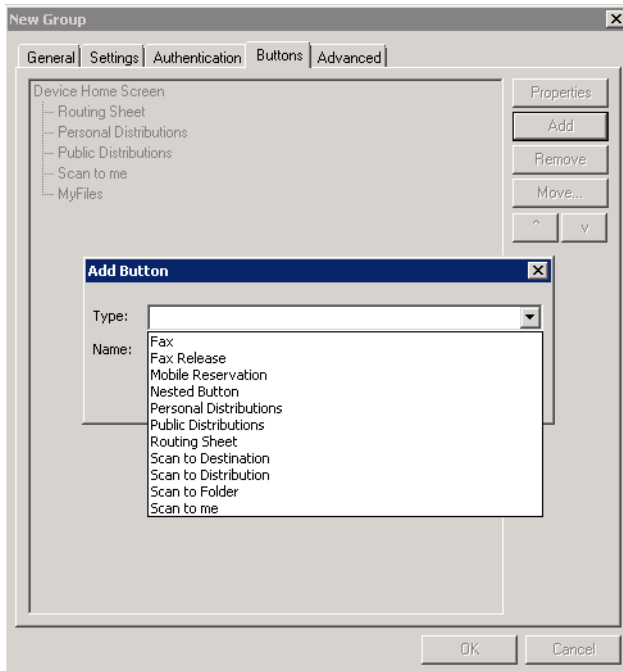 New Group
General Settings Authentication Buttons Advanced
Device Home Screen
Routing Sheet
Personal Distributions
Public Distributions
Scan to me
MyFiles
Properties
Add
Remove
Move...
^ v
Add Button
Type:
Name:
Fax
Fax Release
Mobile Reservation
Nested Button
Personal Distributions
Public Distributions
Routing Sheet
Scan to Destination
Scan to Distribution
Scan to Folder
Scan to me
OK Cancel